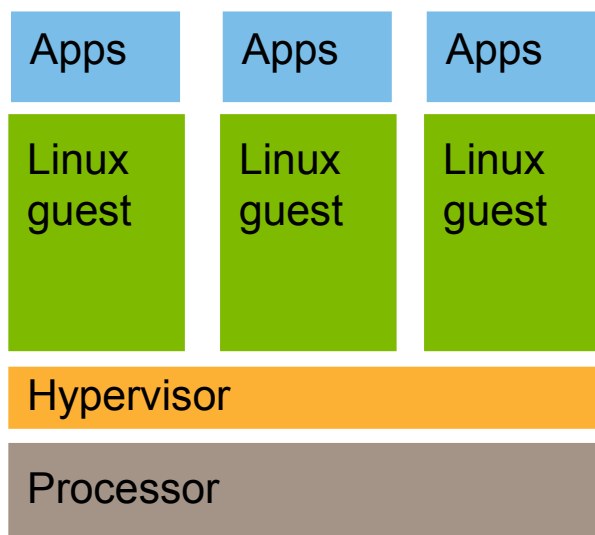 Apps
Apps
Apps
Linux
guest
Linux
guest
Linux
guest
Hypervisor
Processor